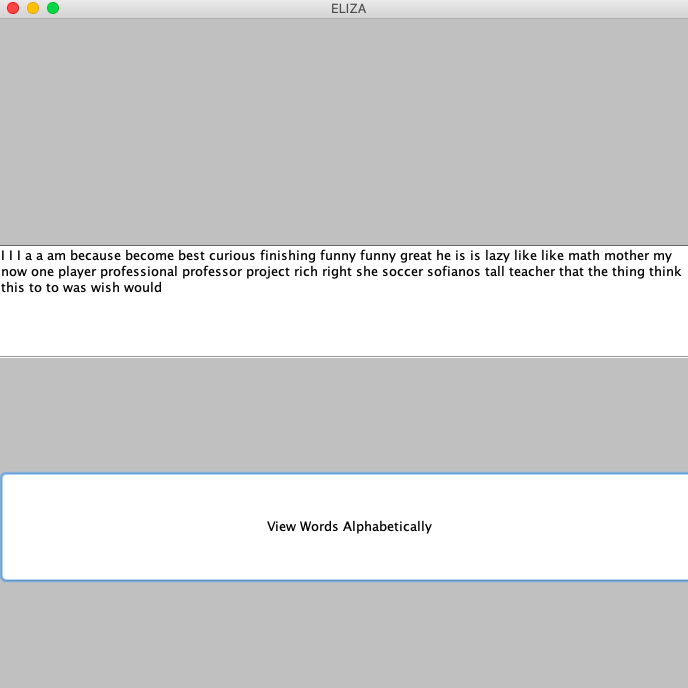 ELIZA
I I I a a am because become best curious finishing funny funny great he is is lazy like like math mother my
now one player professional professor project rich right she soccer sofianos tall teacher that the thing think
this to to was wish would
View Words Alphabetically